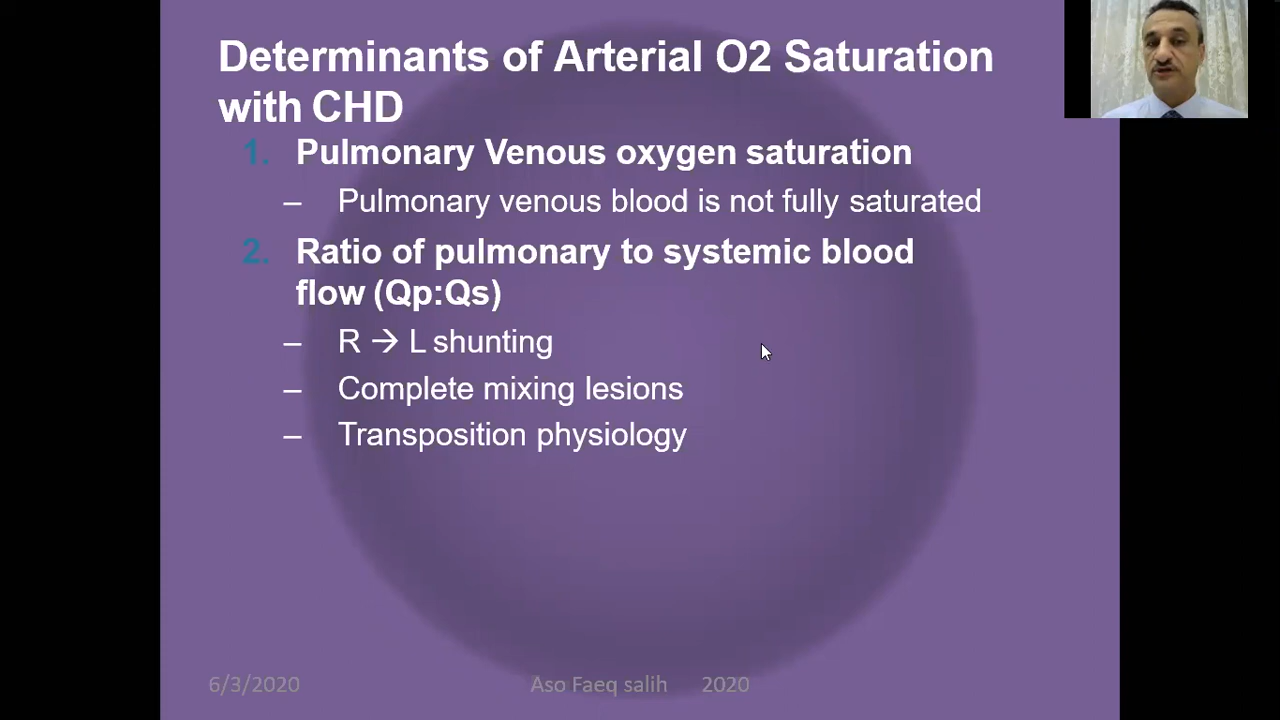 Determinants of Arterial O2 Saturation
with CHD
1. Pulmonary Venous oxygen saturation
– Pulmonary venous blood is not fully saturated
2. Ratio of pulmonary to systemic blood
flow (Qp:Qs)
– R → L shunting
– Complete mixing lesions
– Transposition physiology
6/3/2020 Aso Faeq salih 2020